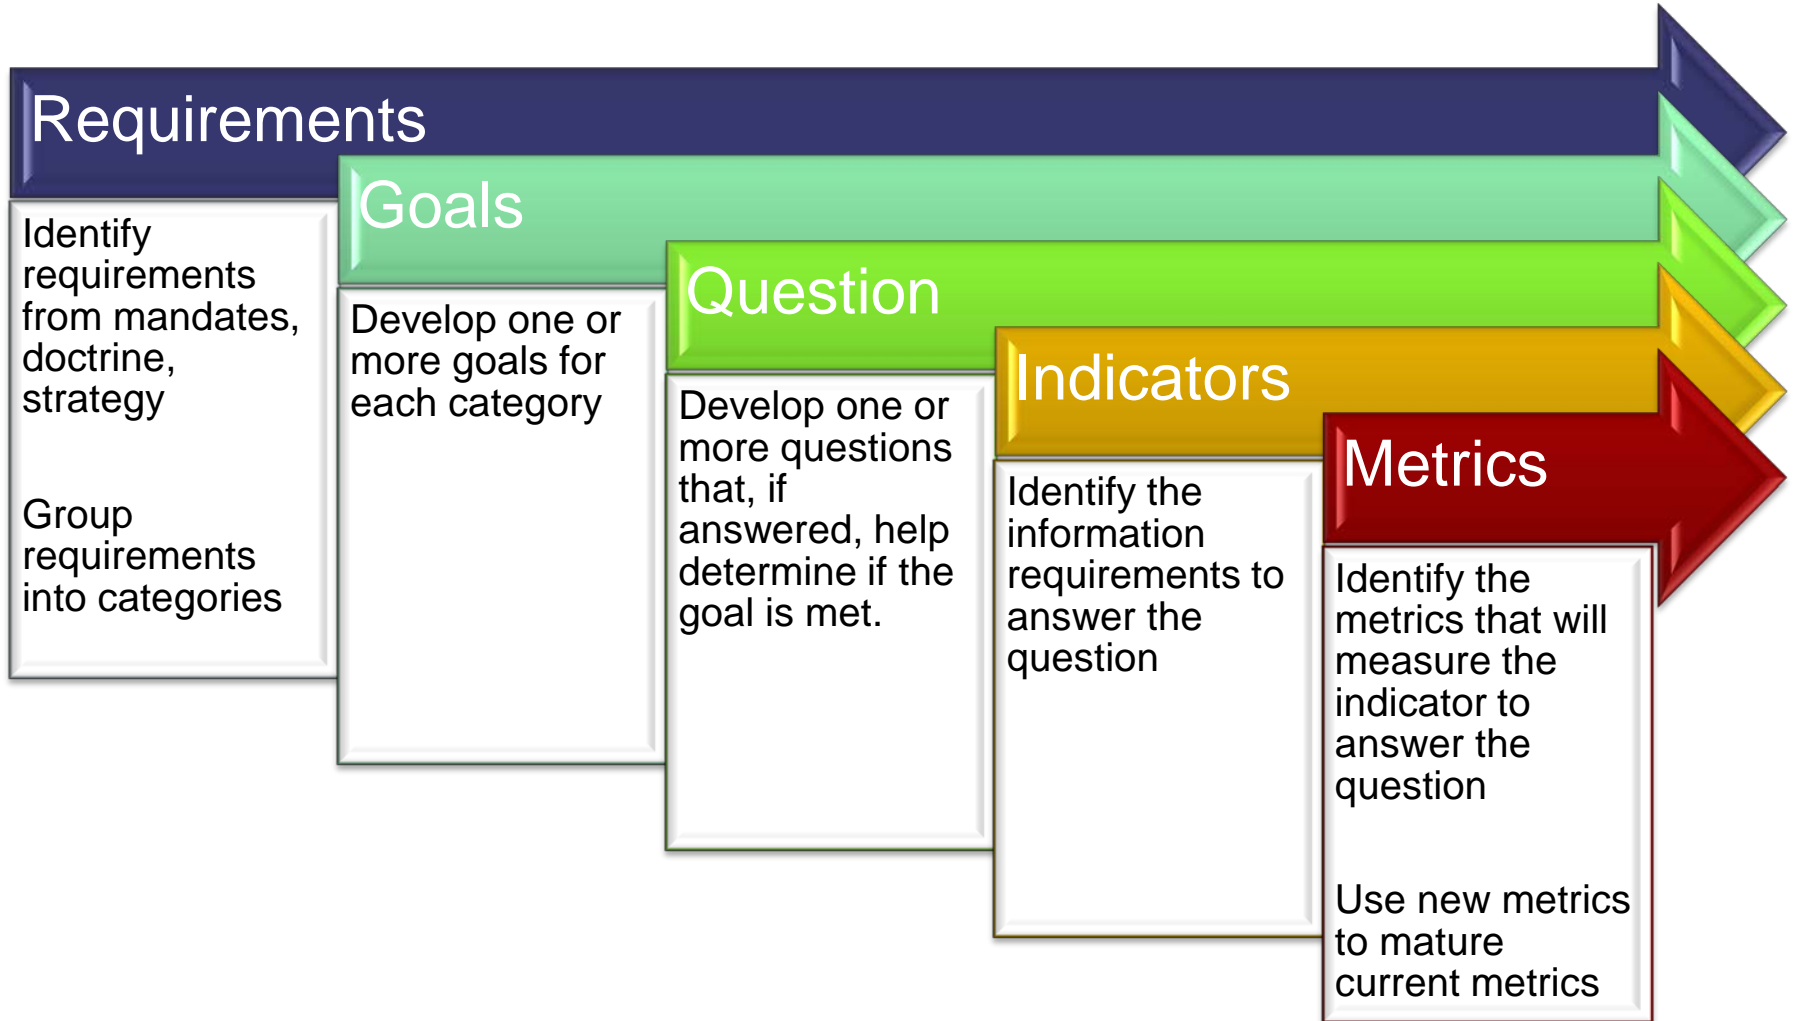 Requirements
Identify
requirements
from mandates,
doctrine,
strategy
Group
requirements
into categories
Goals
Develop one or
more goals for
each category
Question
Develop one or
more questions
that, if
answered, help
determine if the
goal is met.
Indicators
Identify the
information
requirements to
answer the
question
Metrics
Identify the
metrics that will
measure the
indicator to
answer the
question
Use new metrics
to mature
current metrics